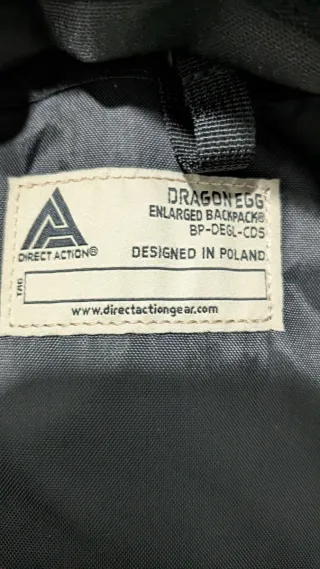 DRAGON EGG
ENLARGED BACKPACK®
BP-DEGL-CD5
DIRECT ACTION®
DESIGNED IN POLAND
TAG
www.directactiongear.com